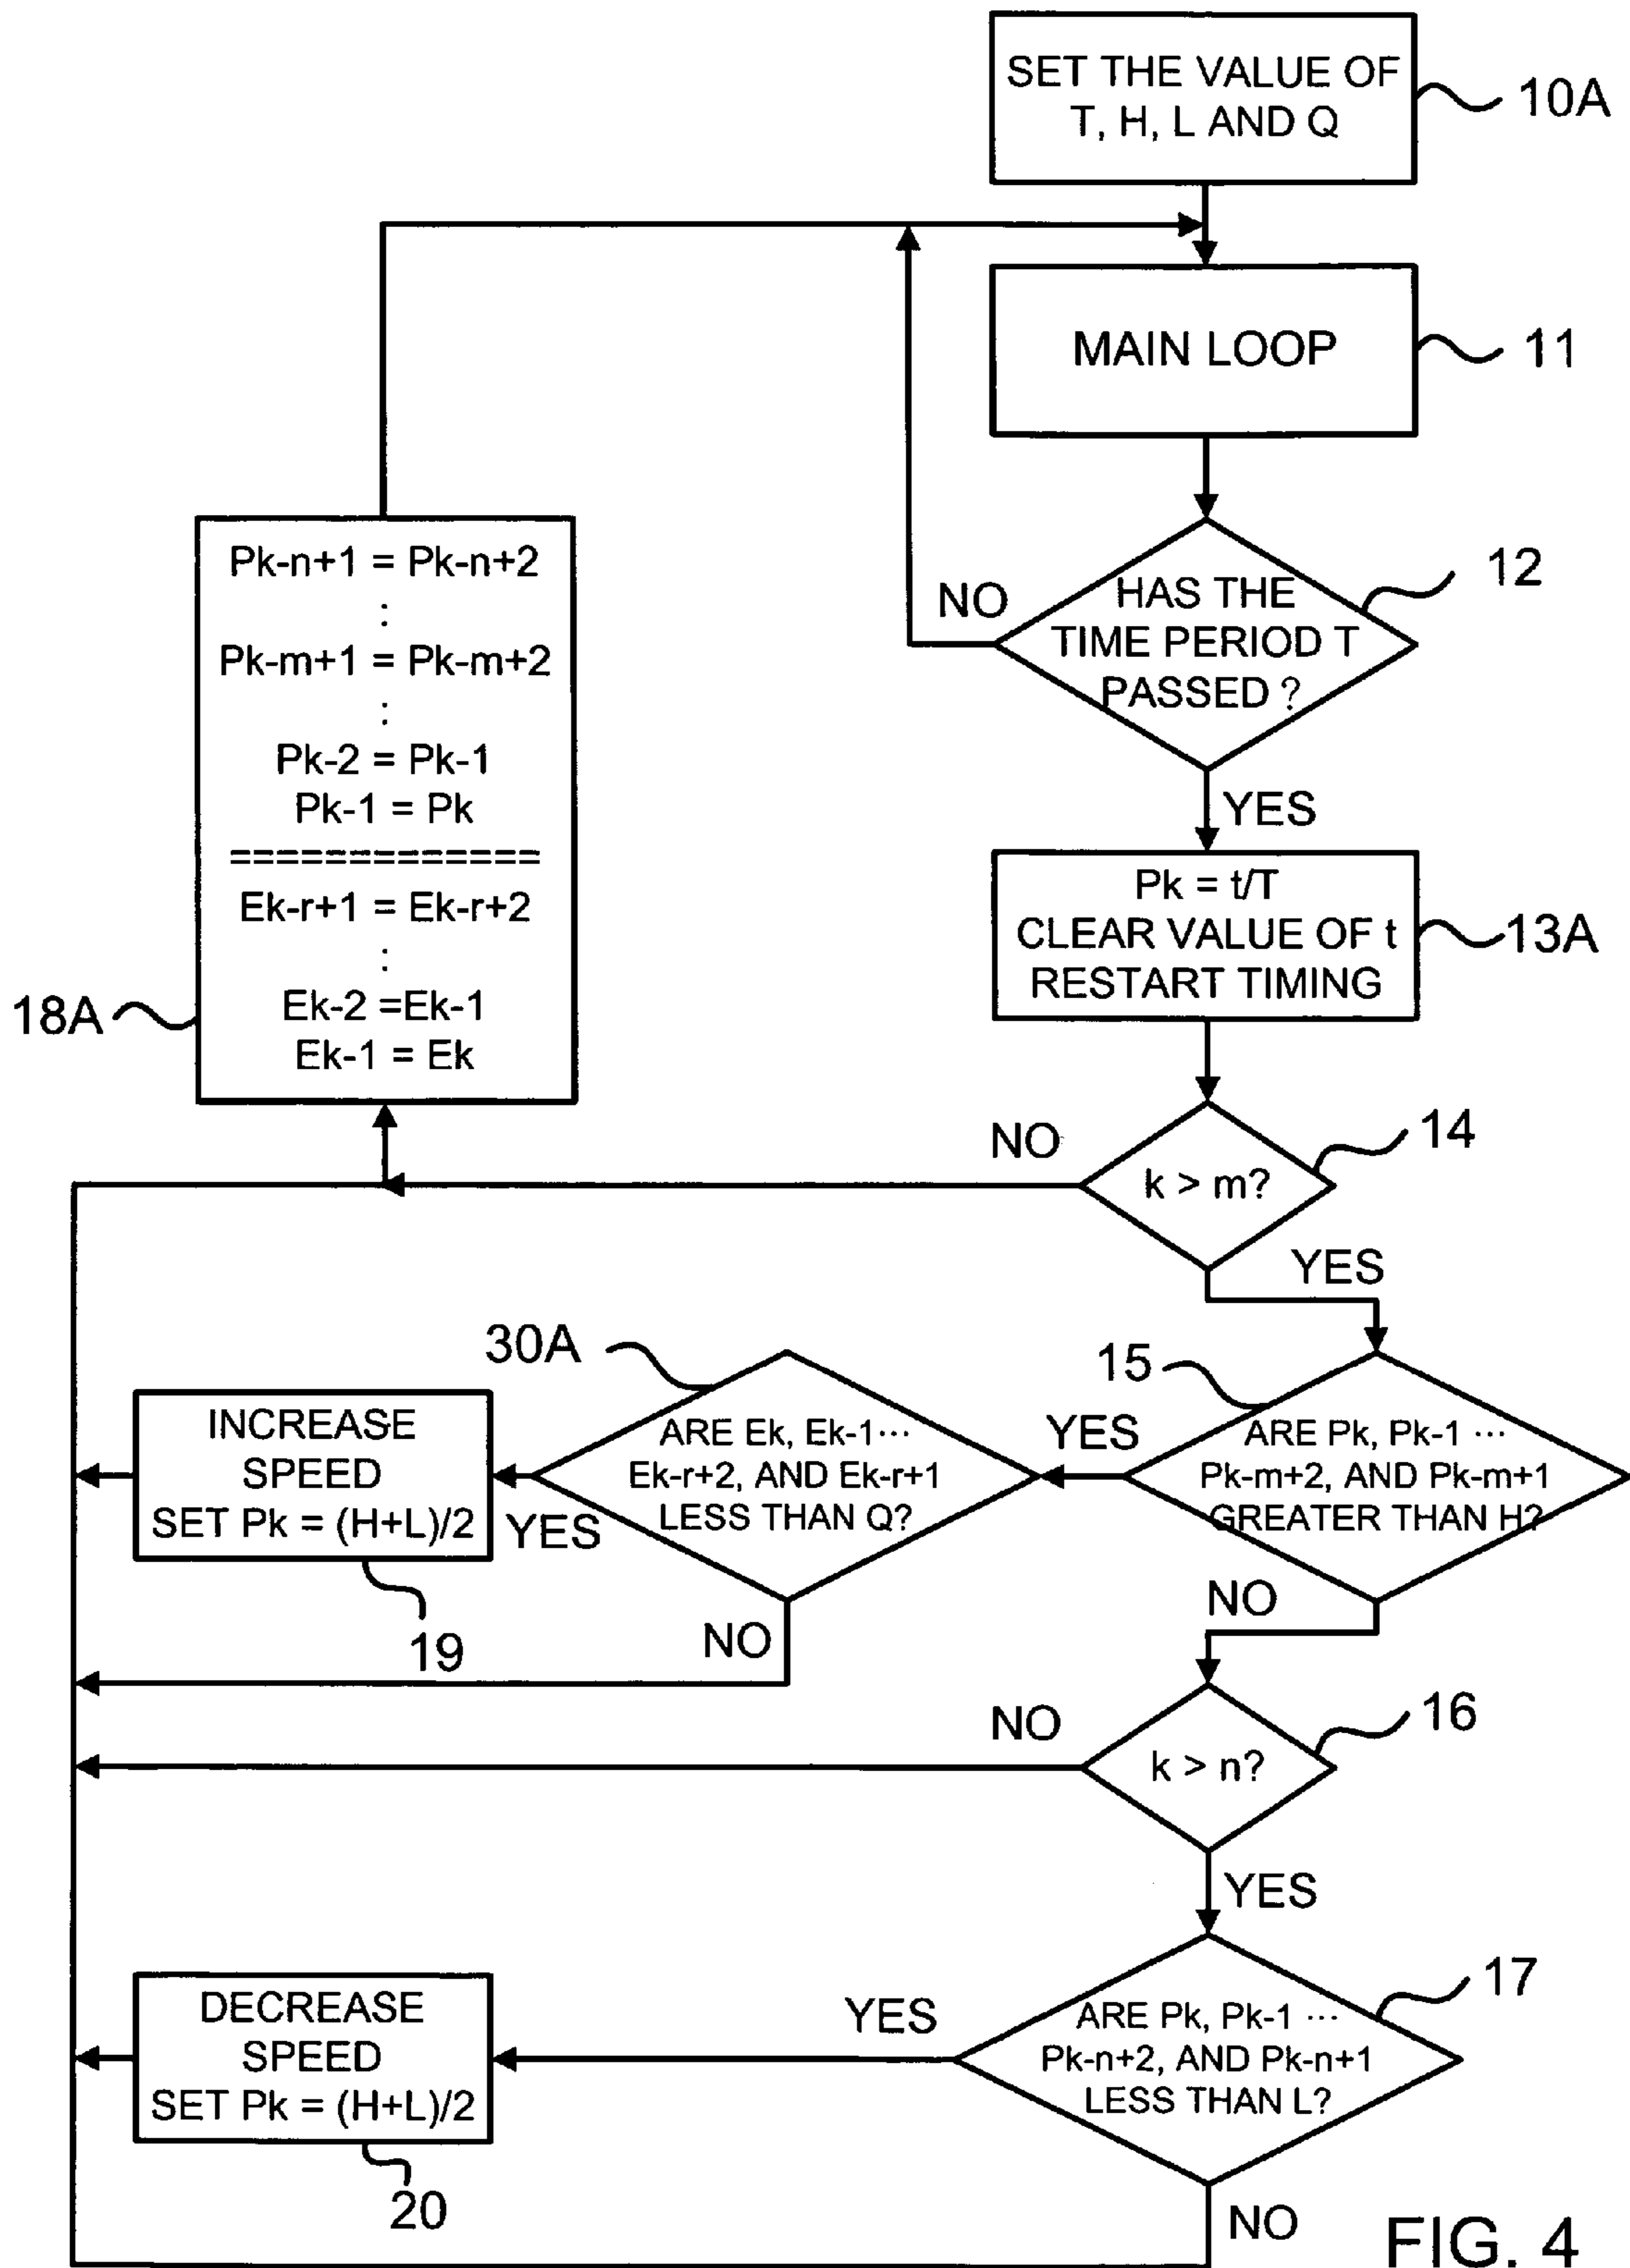 SET THE VALUE OF
T, H, L AND Q
10A
MAIN LOOP
11
HAS THE
TIME PERIOD T
PASSED ?
12
NO
YES
Pk = t/T
CLEAR VALUE OF t
RESTART TIMING
13A
Pk-n+1 = Pk-n+2
:
Pk-m+1 = Pk-m+2
:
Pk-2 = Pk-1
Pk-1 = Pk
=============
Ek-r+1 = Ek-r+2
:
Ek-2 =Ek-1
Ek-1 = Ek
18A
k > m?
14
NO
YES
ARE Pk, Pk-1 ···
Pk-m+2, AND Pk-m+1
GREATER THAN H?
15
YES
NO
ARE Ek, Ek-1···
Ek-r+2, AND Ek-r+1
LESS THAN Q?
30A
YES
NO
INCREASE
SPEED
SET Pk = (H+L)/2
19
k > n?
16
NO
YES
ARE Pk, Pk-1 ···
Pk-n+2, AND Pk-n+1
LESS THAN L?
17
YES
NO
DECREASE
SPEED
SET Pk = (H+L)/2
20
FIG. 4